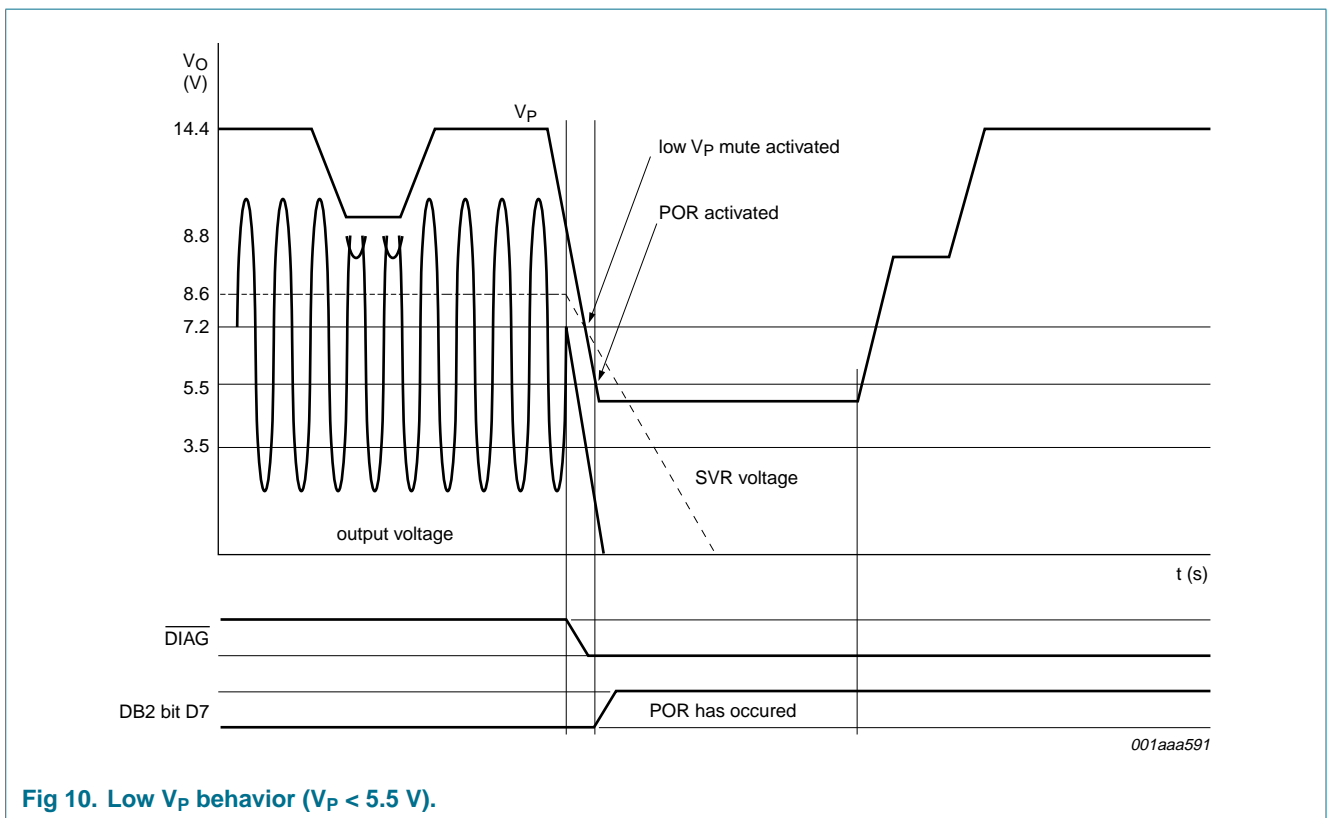 VO
(V)
VP
14.4
low VP mute activated
POR activated
8.8
8.6
7.2
5.5
3.5
SVR voltage
output voltage
t (s)
DIAG
DB2 bit D7
POR has occured
001aaa591
Fig 10. Low VP behavior (VP < 5.5 V).